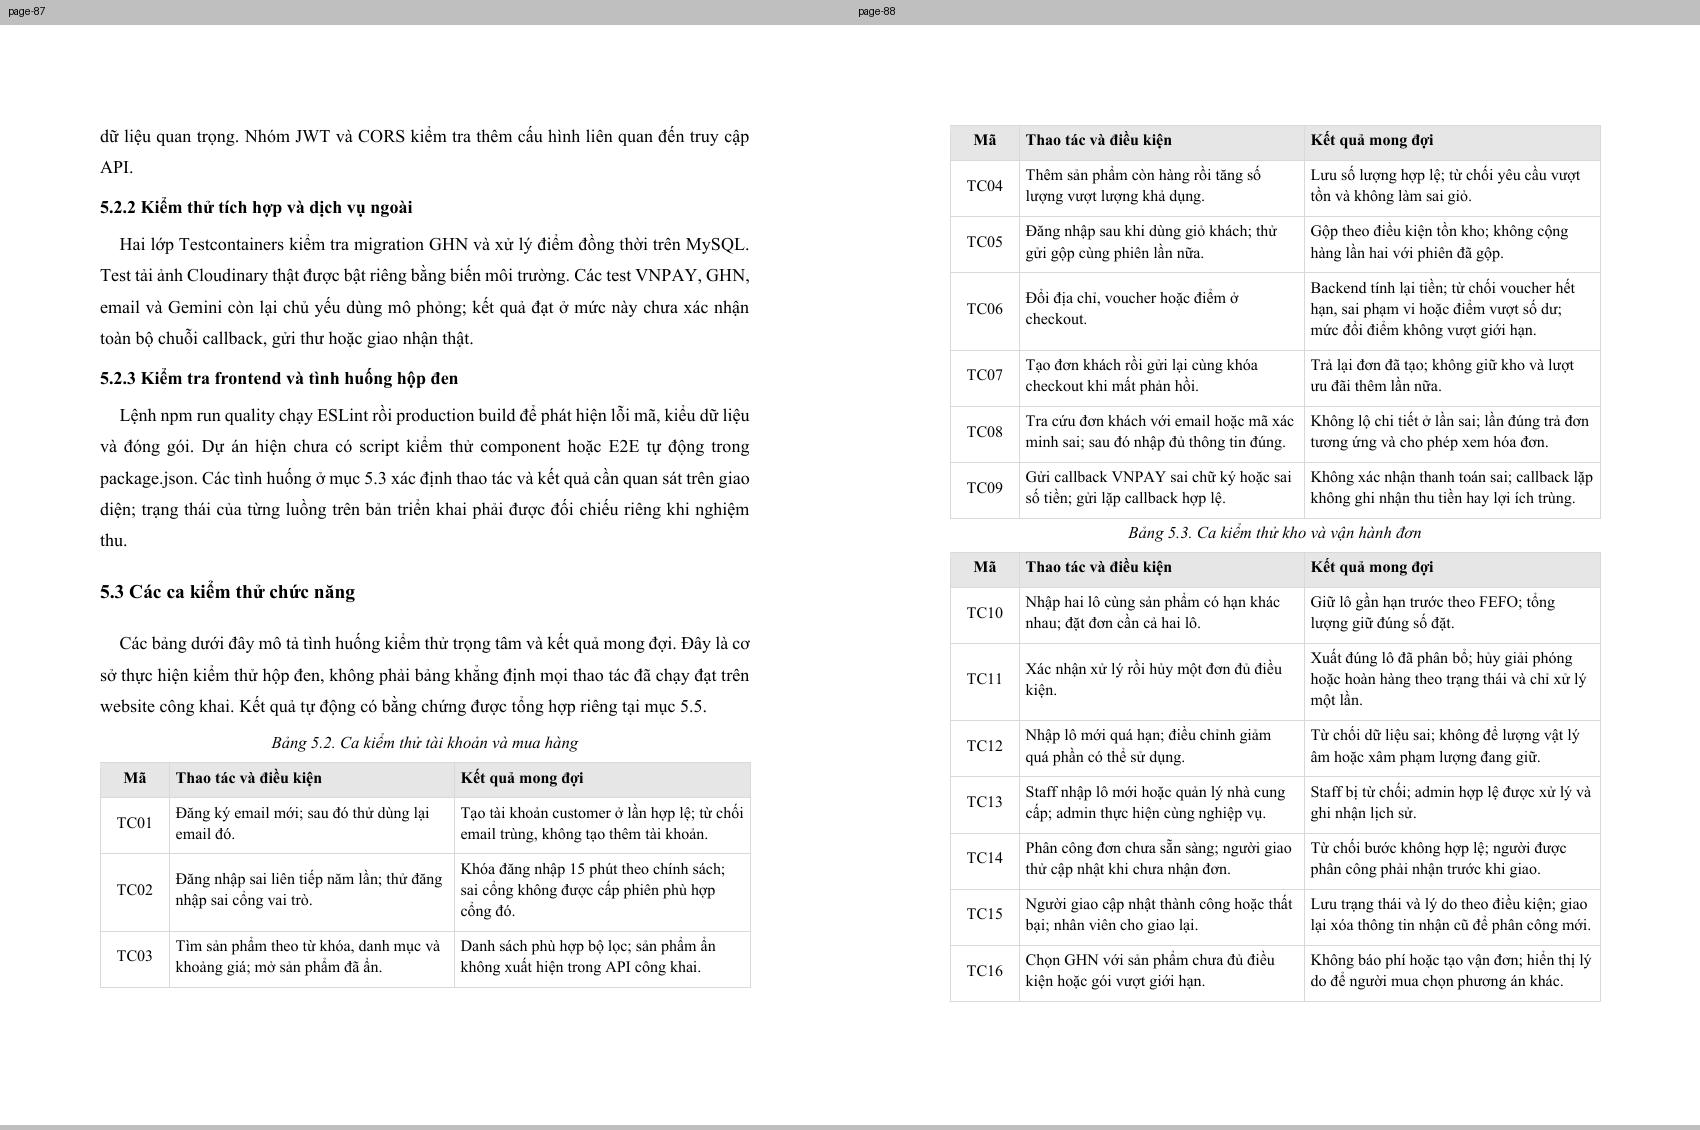 page-87
dữ liệu quan trọng. Nhóm JWT và CORS kiểm tra thêm cấu hình liên quan đến truy cập
API.
5.2.2 Kiểm thử tích hợp và dịch vụ ngoài
Hai lớp Testcontainers kiểm tra migration GHN và xử lý điểm đồng thời trên MySQL.
Test tải ảnh Cloudinary thật được bật riêng bằng biến môi trường. Các test VNPAY, GHN,
email và Gemini còn lại chủ yếu dùng mô phỏng; kết quả đạt ở mức này chưa xác nhận
toàn bộ chuỗi callback, gửi thư hoặc giao nhận thật.
5.2.3 Kiểm tra frontend và tình huống hộp đen
Lệnh npm run quality chạy ESLint rồi production build để phát hiện lỗi mã, kiểu dữ liệu
và đóng gói. Dự án hiện chưa có script kiểm thử component hoặc E2E tự động trong
package.json. Các tình huống ở mục 5.3 xác định thao tác và kết quả cần quan sát trên giao
diện; trạng thái của từng luồng trên bản triển khai phải được đối chiếu riêng khi nghiệm
thu.
5.3 Các ca kiểm thử chức năng
Các bảng dưới đây mô tả tình huống kiểm thử trọng tâm và kết quả mong đợi. Đây là cơ
sở thực hiện kiểm thử hộp đen, không phải bảng khẳng định mọi thao tác đã chạy đạt trên
website công khai. Kết quả tự động có bằng chứng được tổng hợp riêng tại mục 5.5.
Bảng 5.2. Ca kiểm thử tài khoản và mua hàng
Mã Thao tác và điều kiện Kết quả mong đợi
TC01 Đăng ký email mới; sau đó thử dùng lại
email đó.
Tạo tài khoản customer ở lần hợp lệ; từ chối
email trùng, không tạo thêm tài khoản.
TC02 Đăng nhập sai liên tiếp năm lần; thử đăng
nhập sai cổng vai trò.
Khóa đăng nhập 15 phút theo chính sách;
sai cổng không được cấp phiên phù hợp
cổng đó.
TC03 Tìm sản phẩm theo từ khóa, danh mục và
khoảng giá; mở sản phẩm đã ẩn.
Danh sách phù hợp bộ lọc; sản phẩm ẩn
không xuất hiện trong API công khai.
page-88
Mã Thao tác và điều kiện Kết quả mong đợi
TC04 Thêm sản phẩm còn hàng rồi tăng số
lượng vượt lượng khả dụng.
Lưu số lượng hợp lệ; từ chối yêu cầu vượt
tồn và không làm sai giỏ.
TC05 Đăng nhập sau khi dùng giỏ khách; thử
gửi gộp cùng phiên lần nữa.
Gộp theo điều kiện tồn kho; không cộng
hàng lần hai với phiên đã gộp.
TC06 Đổi địa chỉ, voucher hoặc điểm ở
checkout.
Backend tính lại tiền; từ chối voucher hết
hạn, sai phạm vi hoặc điểm vượt số dư;
mức đổi điểm không vượt giới hạn.
TC07 Tạo đơn khách rồi gửi lại cùng khóa
checkout khi mất phản hồi.
Trả lại đơn đã tạo; không giữ kho và lượt
ưu đãi thêm lần nữa.
TC08 Tra cứu đơn khách với email hoặc mã xác
minh sai; sau đó nhập đủ thông tin đúng.
Không lộ chi tiết ở lần sai; lần đúng trả đơn
tương ứng và cho phép xem hóa đơn.
TC09 Gửi callback VNPAY sai chữ ký hoặc sai
số tiền; gửi lặp callback hợp lệ.
Không xác nhận thanh toán sai; callback lặp
không ghi nhận thu tiền hay lợi ích trùng.
Bảng 5.3. Ca kiểm thử kho và vận hành đơn
Mã Thao tác và điều kiện Kết quả mong đợi
TC10 Nhập hai lô cùng sản phẩm có hạn khác
nhau; đặt đơn cần cả hai lô.
Giữ lô gần hạn trước theo FEFO; tổng
lượng giữ đúng số đặt.
TC11 Xác nhận xử lý rồi hủy một đơn đủ điều
kiện.
Xuất đúng lô đã phân bổ; hủy giải phóng
hoặc hoàn hàng theo trạng thái và chỉ xử lý
một lần.
TC12 Nhập lô mới quá hạn; điều chỉnh giảm
quá phần có thể sử dụng.
Từ chối dữ liệu sai; không để lượng vật lý
âm hoặc xâm phạm lượng đang giữ.
TC13 Staff nhập lô mới hoặc quản lý nhà cung
cấp; admin thực hiện cùng nghiệp vụ.
Staff bị từ chối; admin hợp lệ được xử lý và
ghi nhận lịch sử.
TC14 Phân công đơn chưa sẵn sàng; người giao
thử cập nhật khi chưa nhận đơn.
Từ chối bước không hợp lệ; người được
phân công phải nhận trước khi giao.
TC15 Người giao cập nhật thành công hoặc thất
bại; nhân viên cho giao lại.
Lưu trạng thái và lý do theo điều kiện; giao
lại xóa thông tin nhận cũ để phân công mới.
TC16 Chọn GHN với sản phẩm chưa đủ điều
kiện hoặc gói vượt giới hạn.
Không báo phí hoặc tạo vận đơn; hiển thị lý
do để người mua chọn phương án khác.